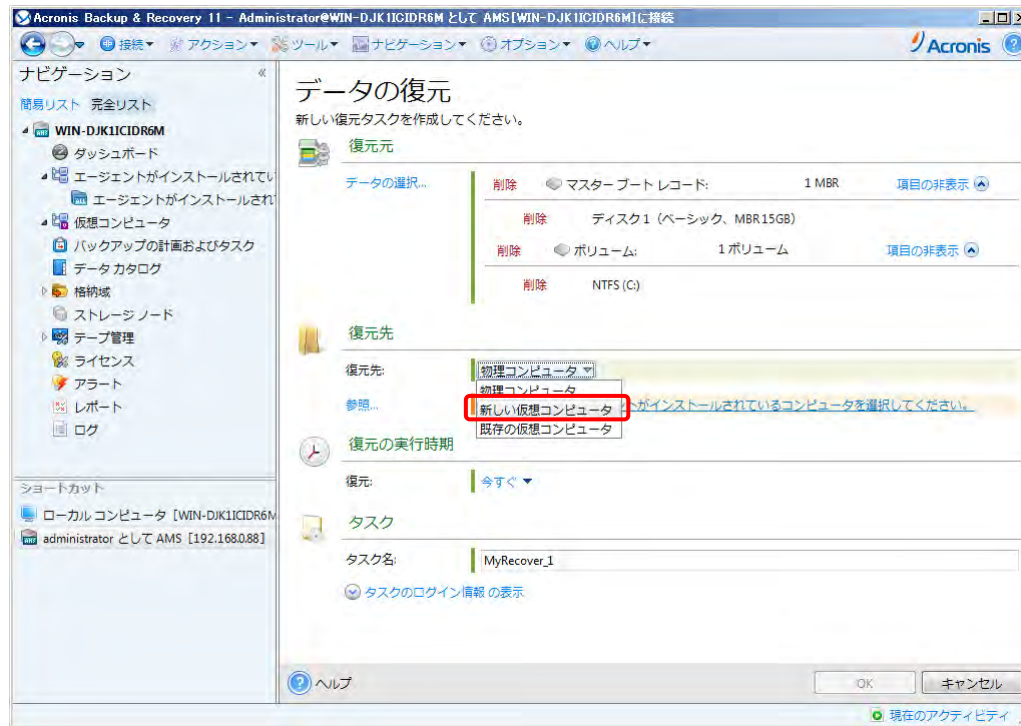 Acronis Backup & Recovery 11 - Administrator@WIN-DJK1ICIDR6M として AMS[WIN-DJK1ICIDR6M]に接続
接続 アクション ツール ナビゲーション オプション ヘルプ Acronis
ナビゲーション
簡易リスト 完全リスト
WIN-DJK1ICIDR6M
ダッシュボード
エージェントがインストールされてい
エージェントがインストールされ
仮想コンピュータ
バックアップの計画およびタスク
データ カタログ
格納域
ストレージ ノード
テープ管理
ライセンス
アラート
レポート
ログ
ショートカット
ローカル コンピュータ [WIN-DJK1ICIDR6M
administrator として AMS [192.168.0.88]
データの復元
新しい復元タスクを作成してください。
復元元
データの選択...
削除 マスター ブート レコード: 1 MBR 項目の非表示
削除 ディスク 1 (ベーシック、MBR 15GB)
削除 ボリューム: 1 ボリューム 項目の非表示
削除 NTFS (C:)
復元先
復元先: 物理コンピュータ
物理コンピュータ
参照... 新しい仮想コンピュータ がインストールされているコンピュータを選択してください。
既存の仮想コンピュータ
復元の実行時期
復元: 今すぐ
タスク
タスク名: MyRecover_1
タスクのログイン情報 の表示
ヘルプ OK キャンセル
現在のアクティビティ